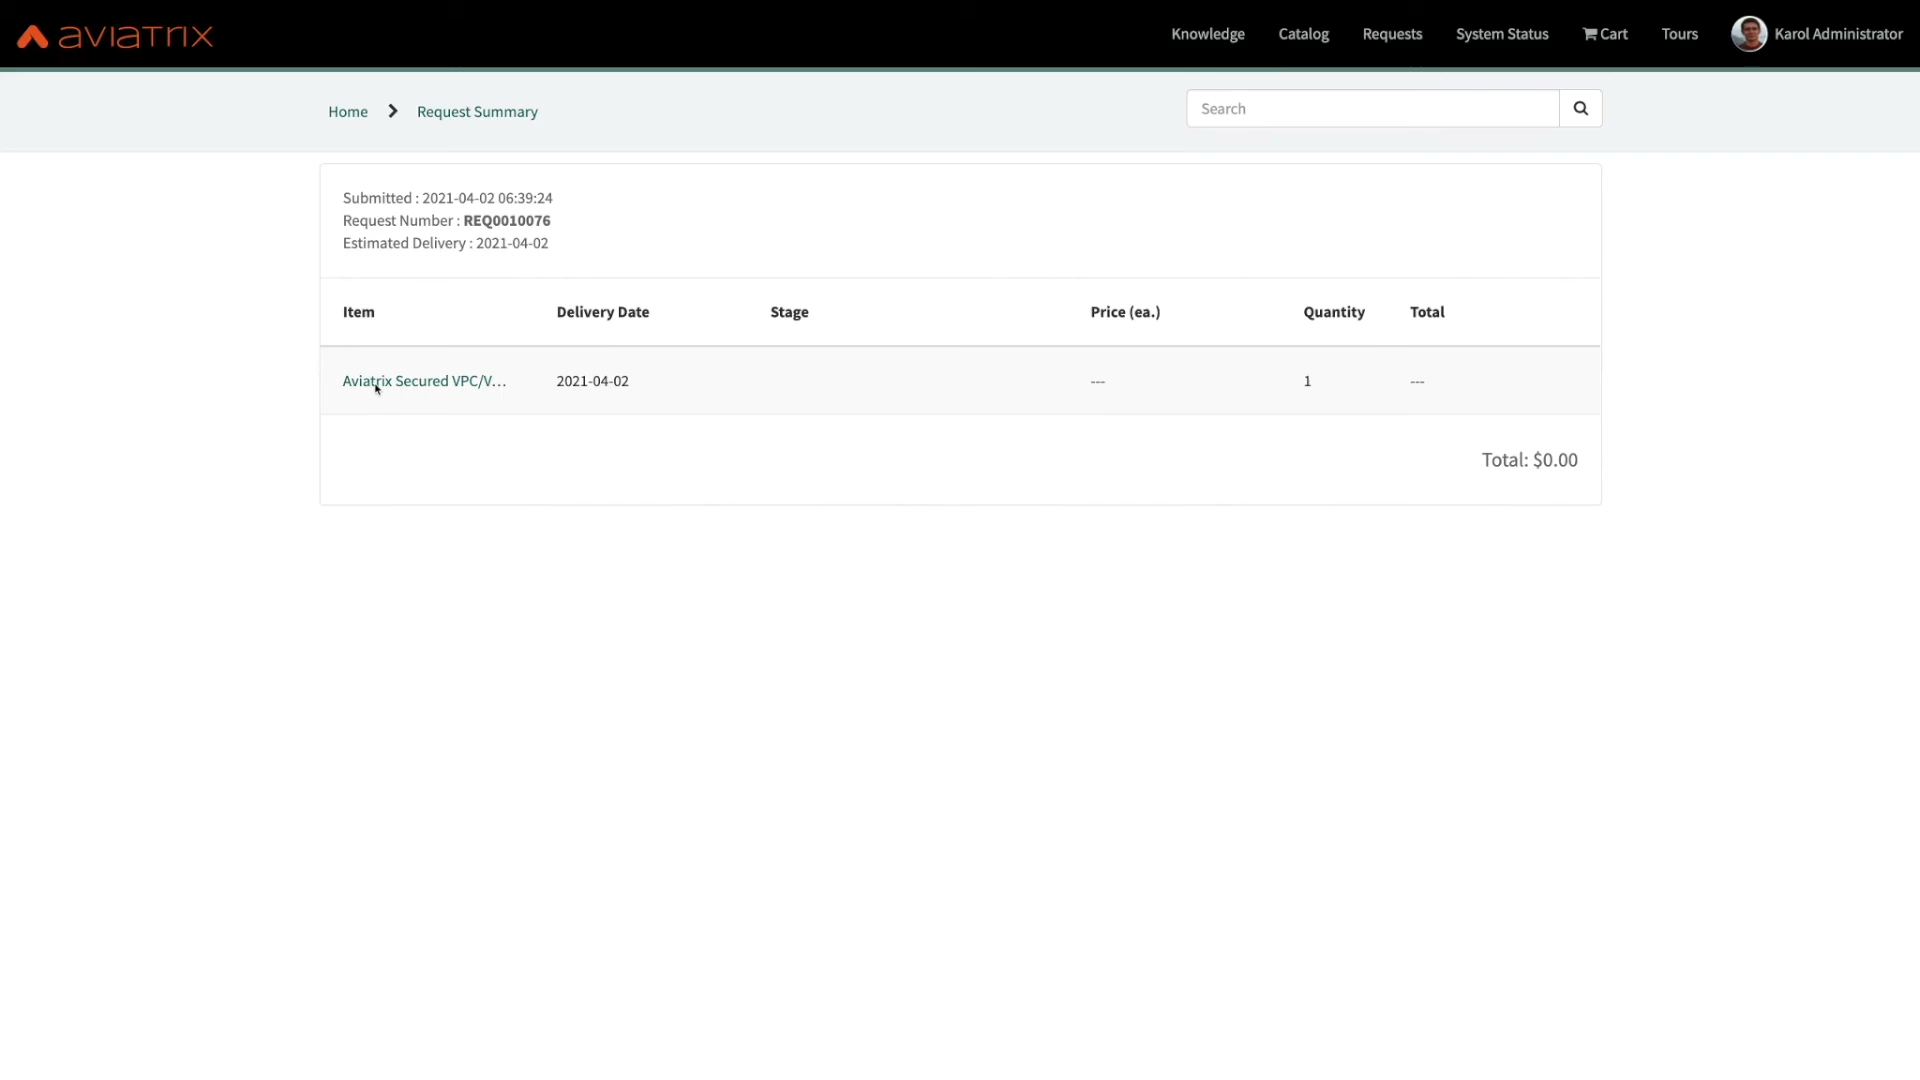 aviatrix
Knowledge Catalog Requests System Status Cart Tours Karol Administrator
Home Request Summary Search
Submitted : 2021-04-02 06:39:24
Request Number : REQ0010076
Estimated Delivery : 2021-04-02
Item Delivery Date Stage Price (ea.) Quantity Total
Aviatrix Secured VPC/V... 2021-04-02 --- 1 ---
Total: $0.00